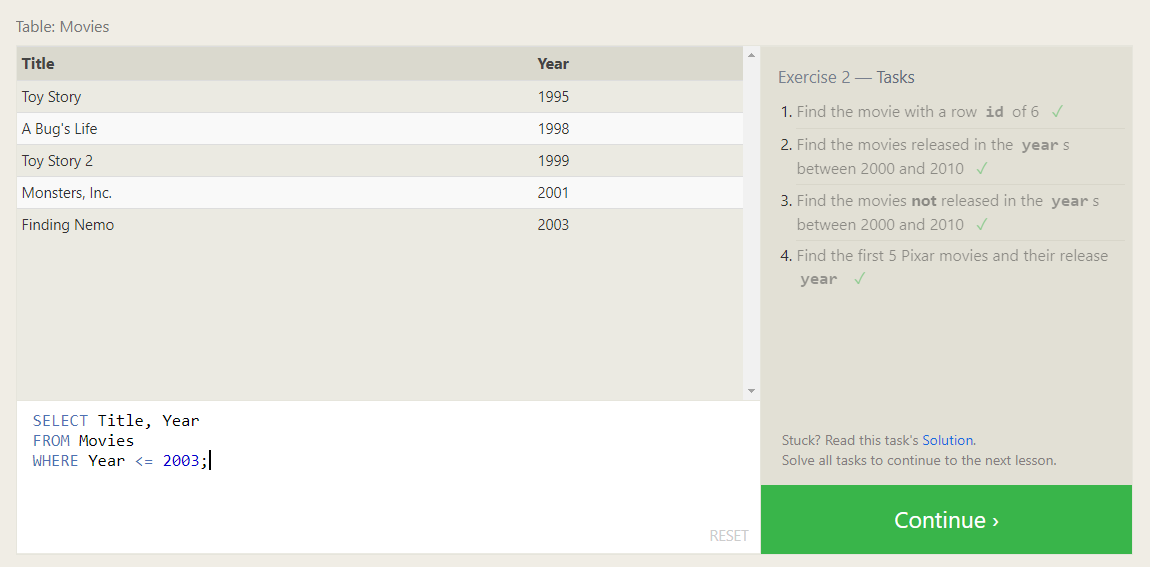 Table: Movies
Title Year
Toy Story 1995
A Bug's Life 1998
Toy Story 2 1999
Monsters, Inc. 2001
Finding Nemo 2003
SELECT Title, Year
FROM Movies
WHERE Year <= 2003;
RESET
Exercise 2 — Tasks
1. Find the movie with a row id of 6 ✓
2. Find the movies released in the year s
between 2000 and 2010 ✓
3. Find the movies not released in the year s
between 2000 and 2010 ✓
4. Find the first 5 Pixar movies and their release
year ✓
Stuck? Read this task's Solution.
Solve all tasks to continue to the next lesson.
Continue ›